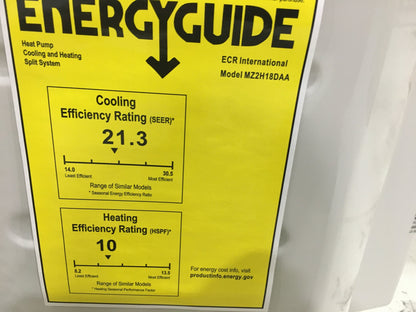 ENERGYGUIDE
Heat Pump
Cooling and Heating
Split System
ECR International
Model MZ2H18DAA
Cooling
Efficiency Rating (SEER)*
21.3
14.0 30.5
Least Efficient Most Efficient
Range of Similar Models
* Seasonal Energy Efficiency Ratio
Heating
Efficiency Rating (HSPF)*
10
8.2 13.5
Least Efficient Most Efficient
Range of Similar Models
* Heating Seasonal Performance Factor
For energy cost info, visit
productinfo.energy.gov